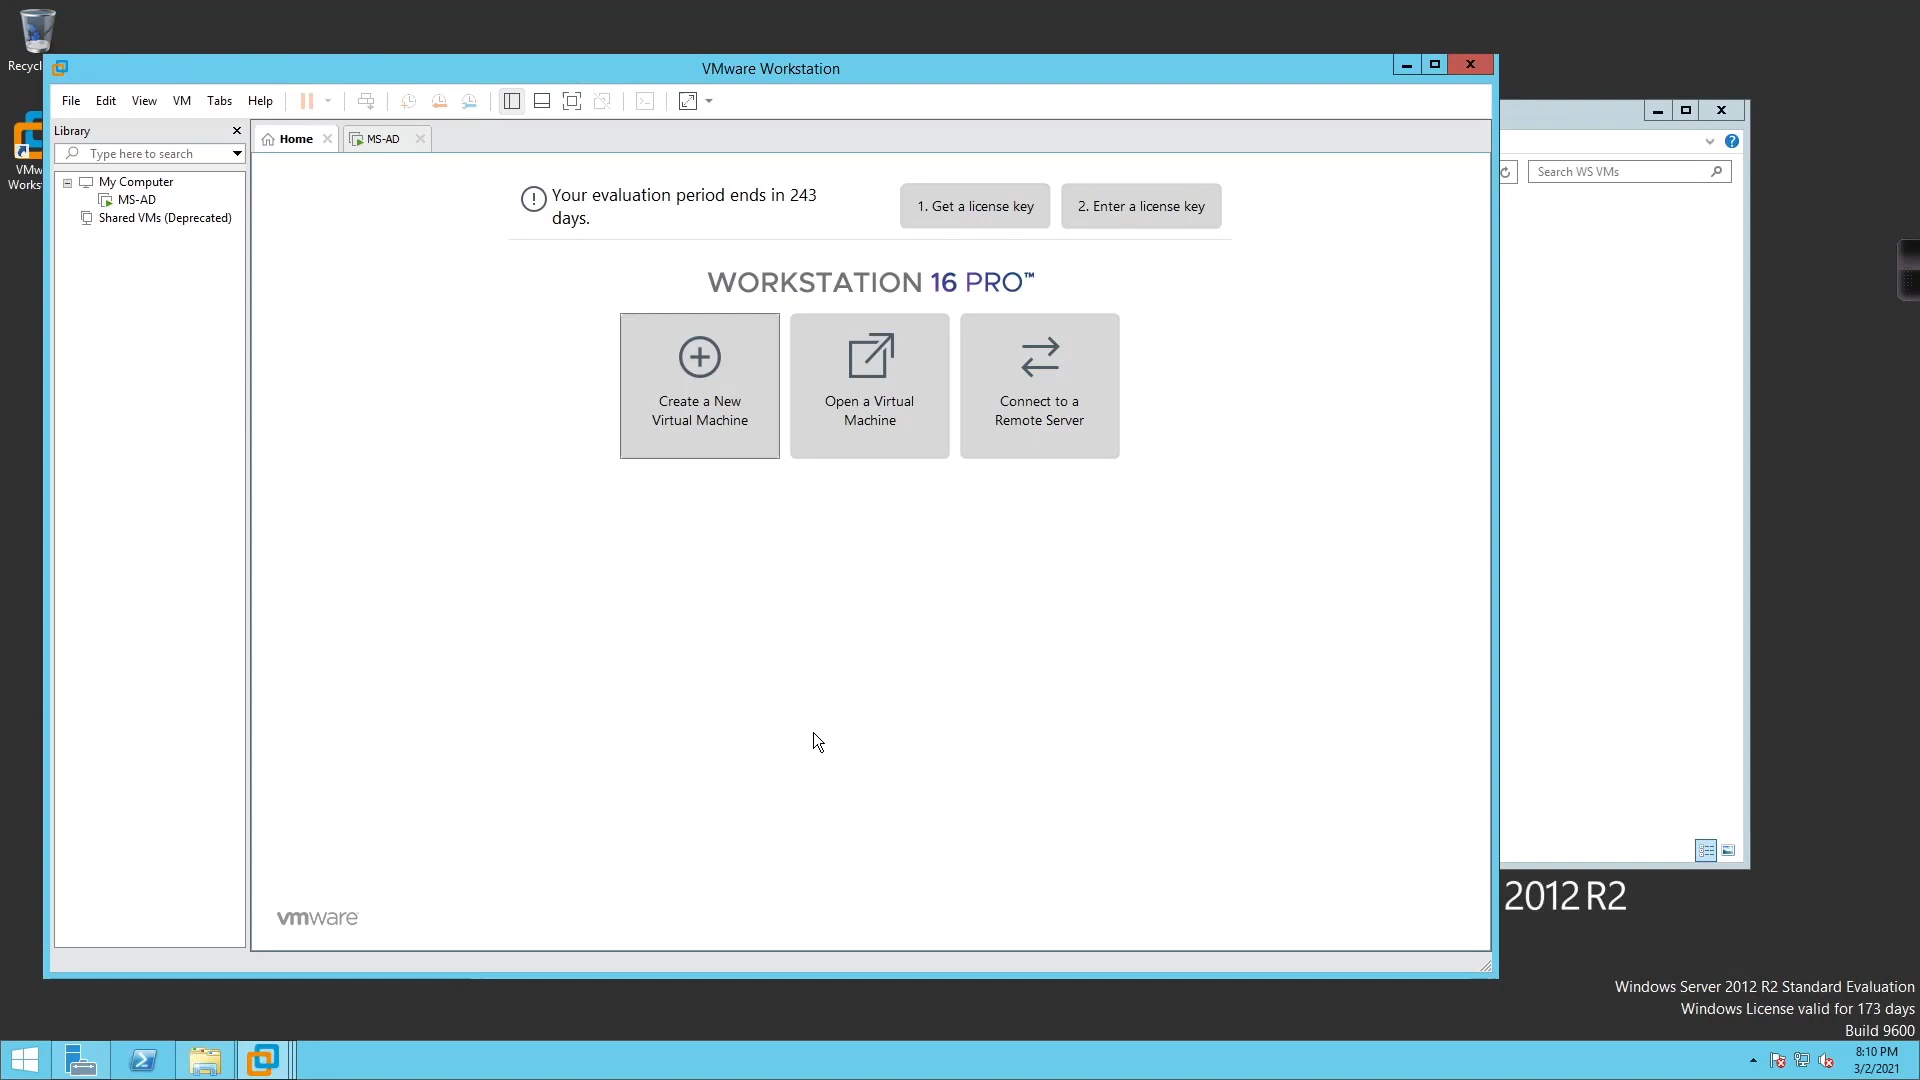 Recycl
VMware Workstation
VMw
Works
File Edit View VM Tabs Help
Library
Type here to search
My Computer
MS-AD
Shared VMs (Deprecated)
Home
MS-AD
Your evaluation period ends in 243
days.
1. Get a license key
2. Enter a license key
WORKSTATION 16 PRO™
Create a New
Virtual Machine
Open a Virtual
Machine
Connect to a
Remote Server
vmware
Search WS VMs
2012 R2
Windows Server 2012 R2 Standard Evaluation
Windows License valid for 173 days
Build 9600
8:10 PM
3/2/2021